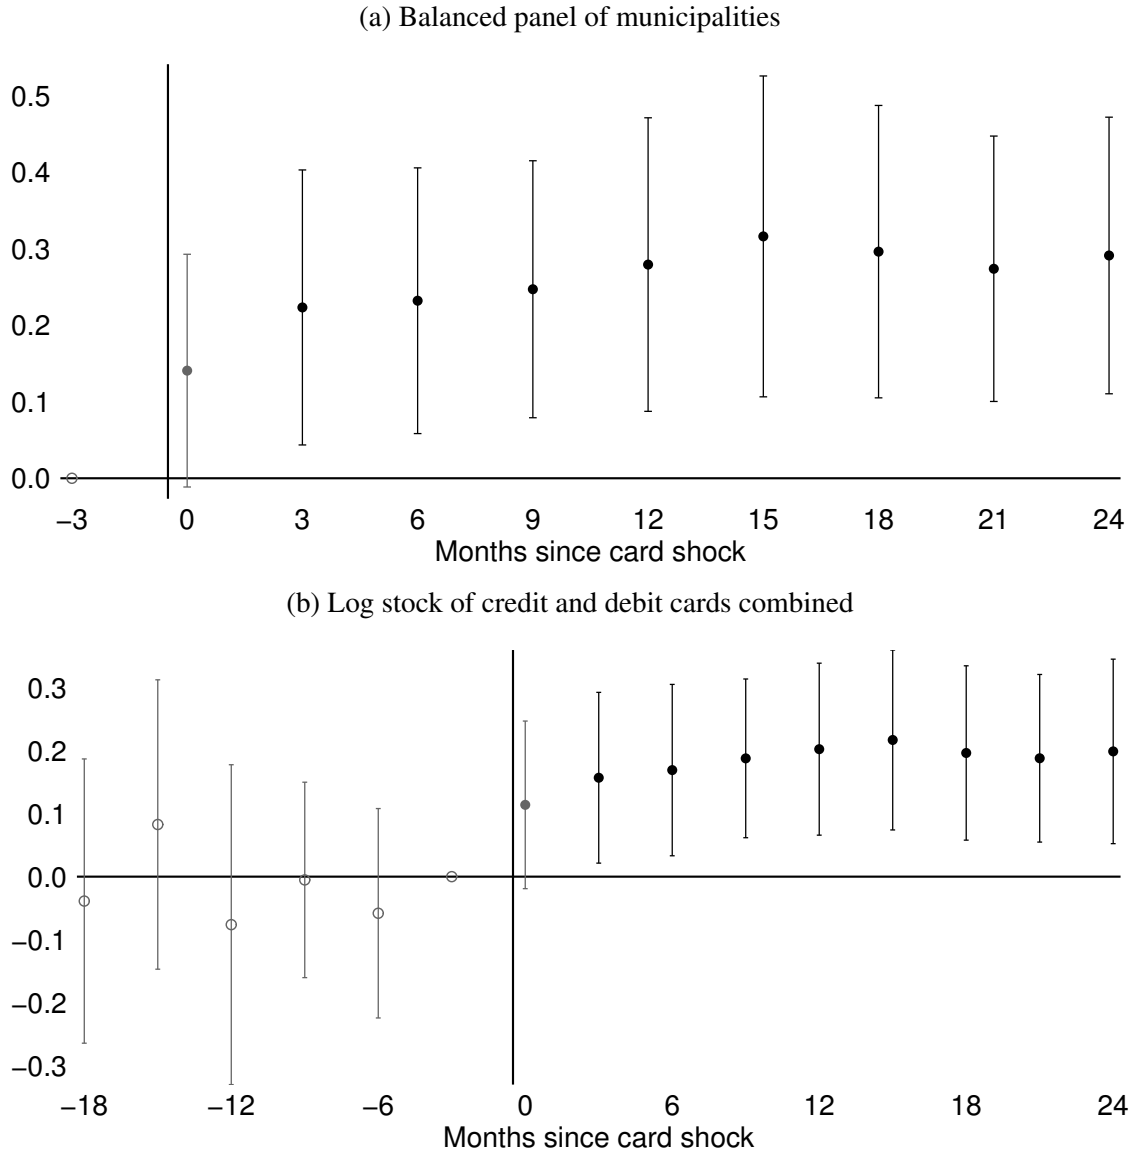 (a) Balanced panel of municipalities
0.5
0.4
0.3
0.2
0.1
0.0
−3 0 3 6 9 12 15 18 21 24
Months since card shock
(b) Log stock of credit and debit cards combined
0.3
0.2
0.1
0.0
−0.1
−0.2
−0.3
−18 −12 −6 0 6 12 18 24
Months since card shock